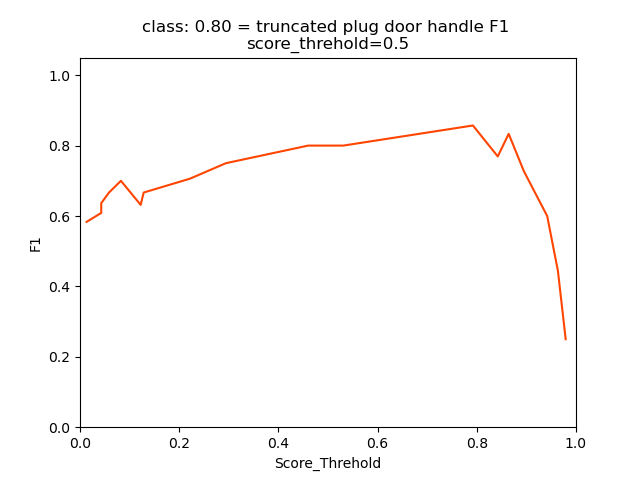 class: 0.80 = truncated plug door handle F1
score_threhold=0.5
1.0
0.8
0.6
0.4
0.2
0.0
F1
0.0 0.2 0.4 0.6 0.8 1.0
Score_Threhold